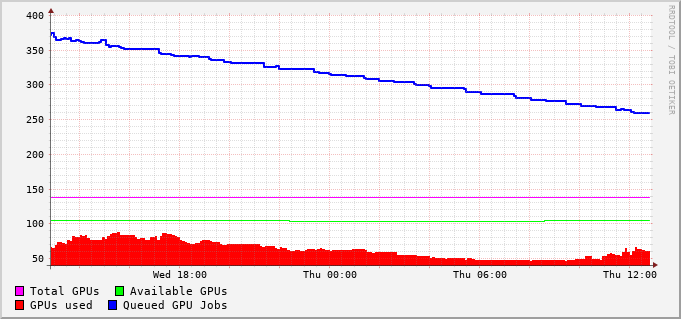 400
350
300
250
200
150
100
50
Wed 18:00 Thu 00:00 Thu 06:00 Thu 12:00
Total GPUs Available GPUs
GPUs used Queued GPU Jobs
RRDTOOL / TOBI OETIKER